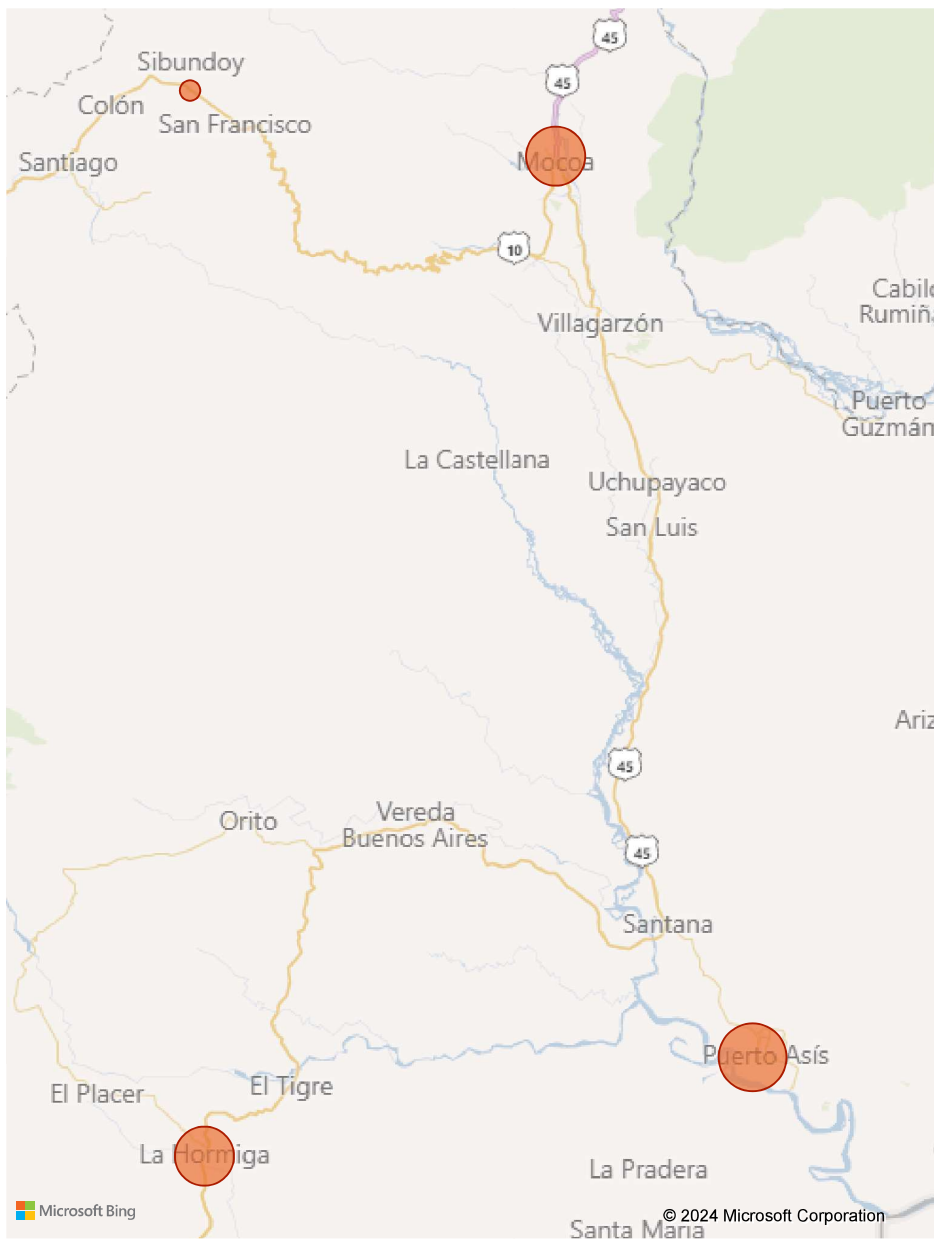 45
45
Sibundoy
Colón
San Francisco
Santiago
Mocoa
10
Cabilo
Rumiña
Villagarzón
Puerto
Guzmán
La Castellana
Uchupayaco
San Luis
Ariz
45
Orito
Vereda
Buenos Aires
45
Santana
Puerto Asís
El Tigre
El Placer
La Hormiga
La Pradera
Microsoft Bing
© 2024 Microsoft Corporation
Santa Maria